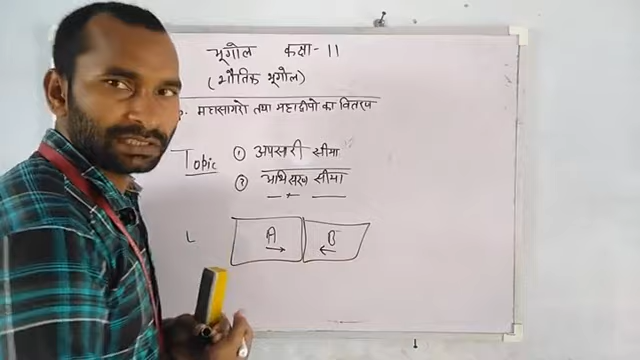 भूगोल कक्षा - 11
(भौतिक भूगोल)
महासागरो तथा महाद्वीपो का वितरण
Topic ① अपसारी सीमा
② अभिसरण सीमा
A B